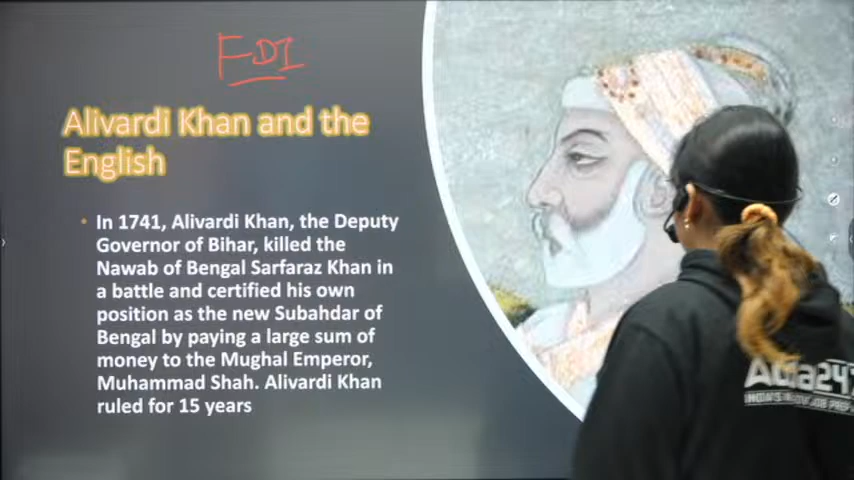 FDI
Alivardi Khan and the
English
• In 1741, Alivardi Khan, the Deputy
Governor of Bihar, killed the
Nawab of Bengal Sarfaraz Khan in
a battle and certified his own
position as the new Subahdar of
Bengal by paying a large sum of
money to the Mughal Emperor,
Muhammad Shah. Alivardi Khan
ruled for 15 years
Adda247